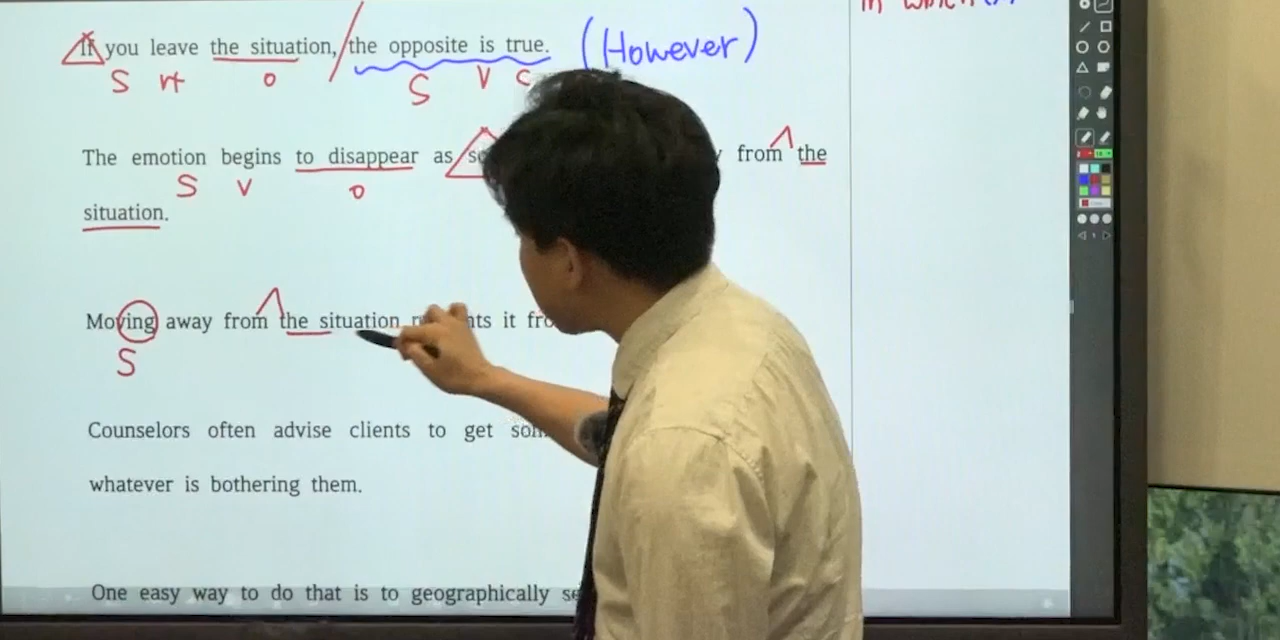 in which
If you leave the situation, the opposite is true. (However)
S vt O S V C
The emotion begins to disappear as from the
S V O
situation.
Moving away from the situation it
S
Counselors often advise clients to get
whatever is bothering them.
One easy way to do that is to geographically